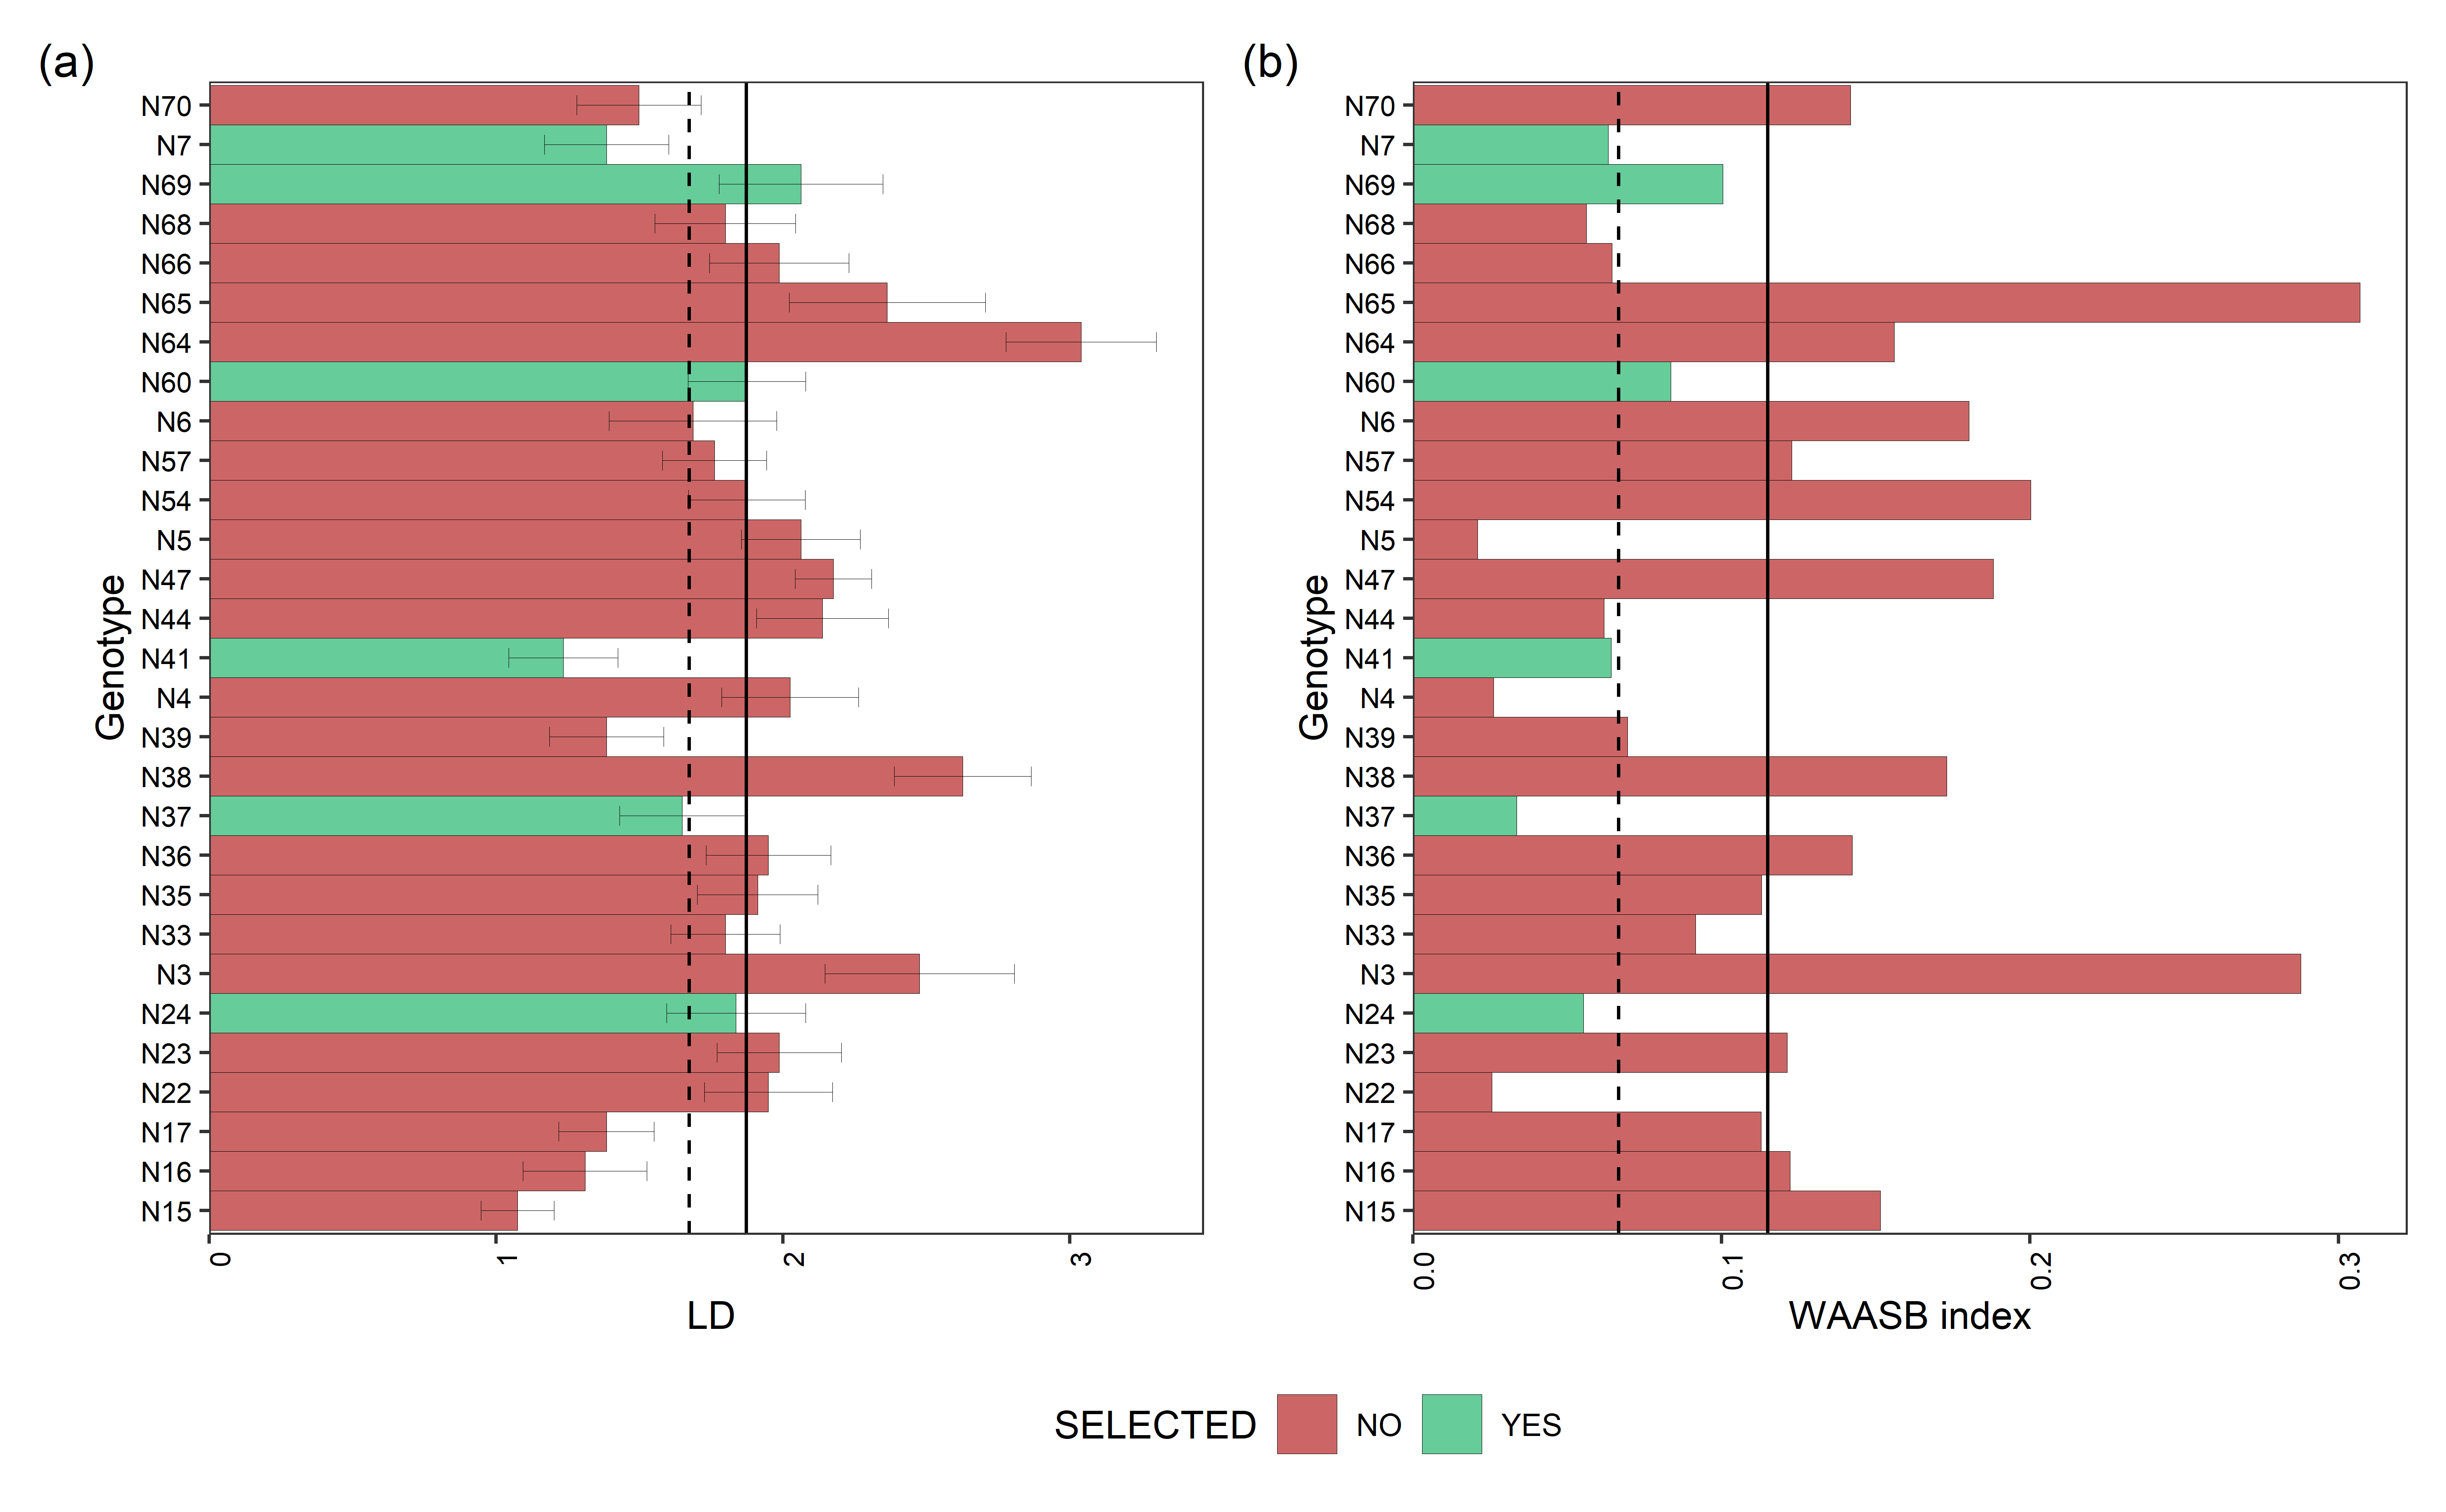 (a)
Genotype
N70
N7
N69
N68
N66
N65
N64
N60
N6
N57
N54
N5
N47
N44
N41
N4
N39
N38
N37
N36
N35
N33
N3
N24
N23
N22
N17
N16
N15
0
1
2
3
LD
(b)
Genotype
N70
N7
N69
N68
N66
N65
N64
N60
N6
N57
N54
N5
N47
N44
N41
N4
N39
N38
N37
N36
N35
N33
N3
N24
N23
N22
N17
N16
N15
0.0
0.1
0.2
0.3
WAASB index
SELECTED NO YES